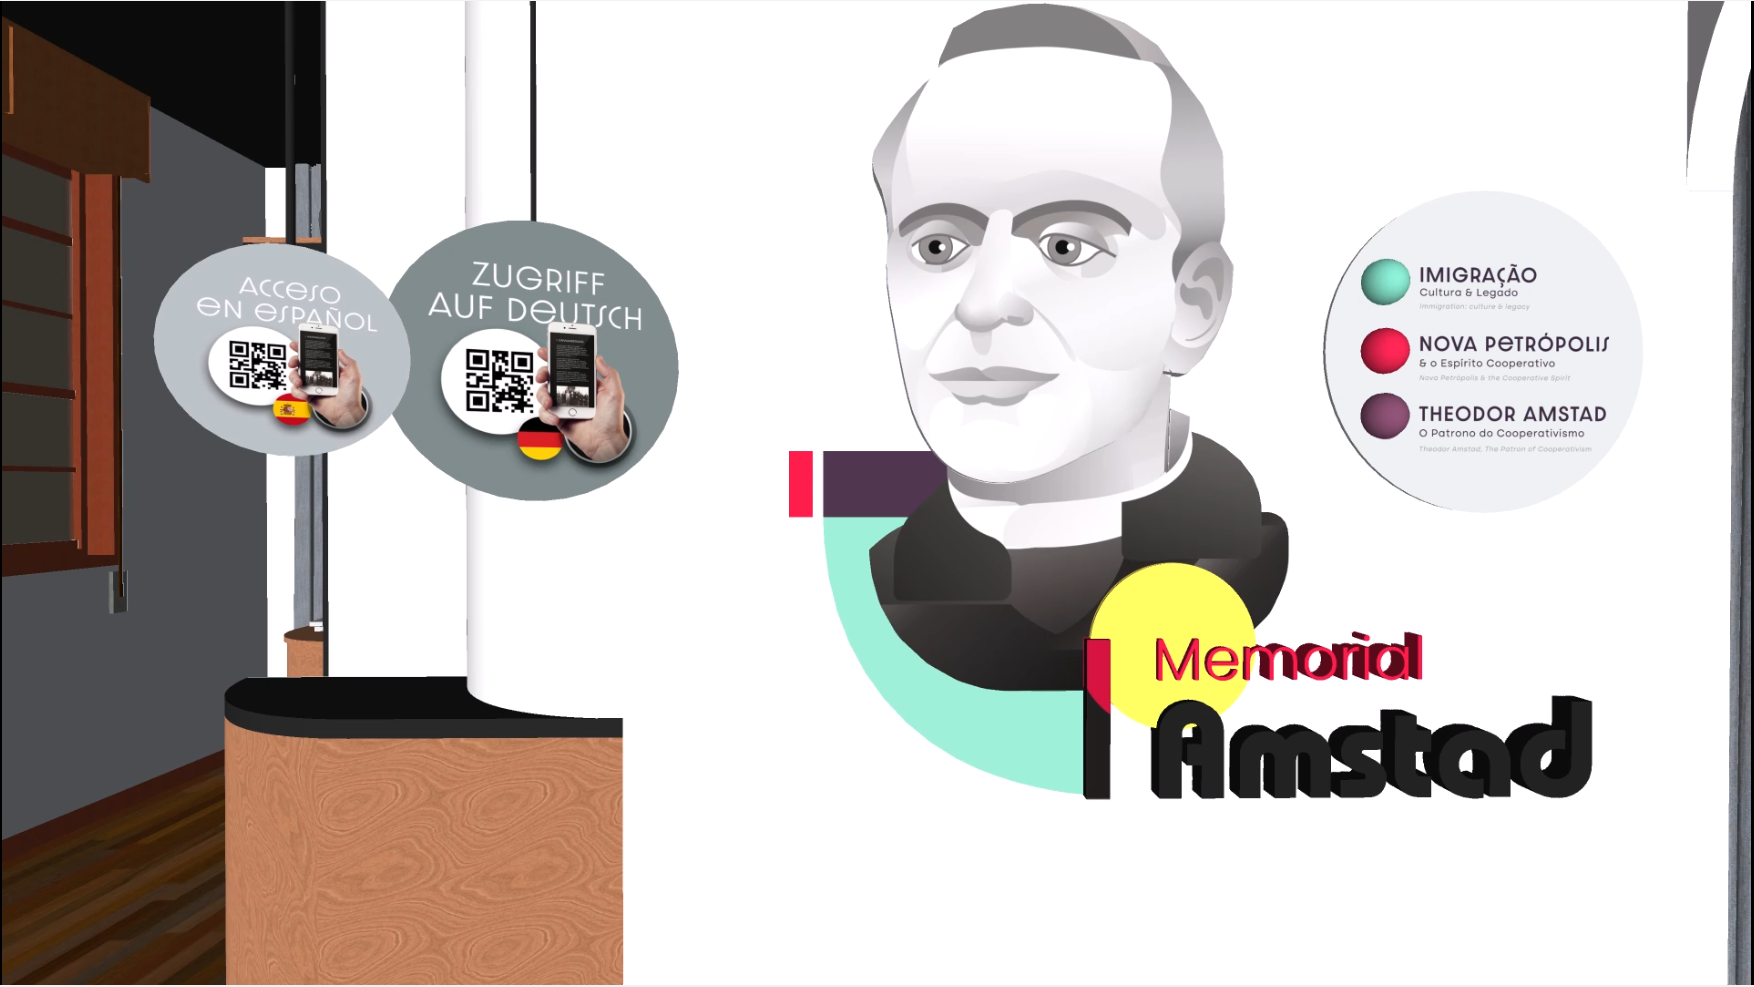 ACCESO
EN ESPAÑOL
ZUGRIFF
AUF DEUTSCH
IMIGRAÇÃO
Cultura & Legado
Immigration: culture & legacy
NOVA PETRÓPOLIS
& o Espírito Cooperativo
Nova Petrópolis & the Cooperative Spirit
THEODOR AMSTAD
O Patrono do Cooperativismo
Theodor Amstad; The Patron of Cooperativism
Memorial
Amstad